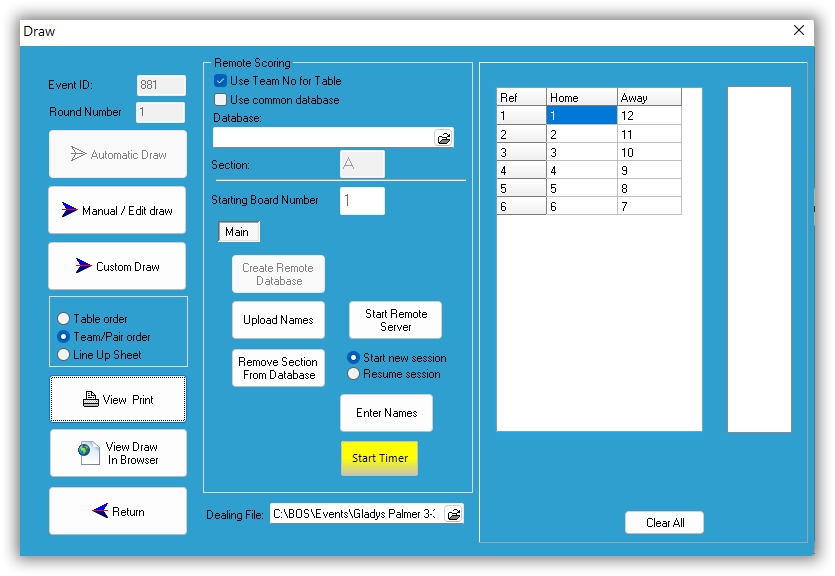 Draw
Event ID:
881
Round Number
1
Automatic Draw
Manual / Edit draw
Custom Draw
Table order
Team/Pair order
Line Up Sheet
View Print
View Draw
In Browser
Return
Remote Scoring
Use Team No for Table
Use common database
Database:
Section:
A
Starting Board Number
1
Main
Create Remote
Database
Upload Names
Start Remote
Server
Remove Section
From Database
Start new session
Resume session
Enter Names
Start Timer
Dealing File:
C:\BOS\Events\Gladys Palmer 3-3
Ref Home Away
1 1 12
2 2 11
3 3 10
4 4 9
5 5 8
6 6 7
Clear All